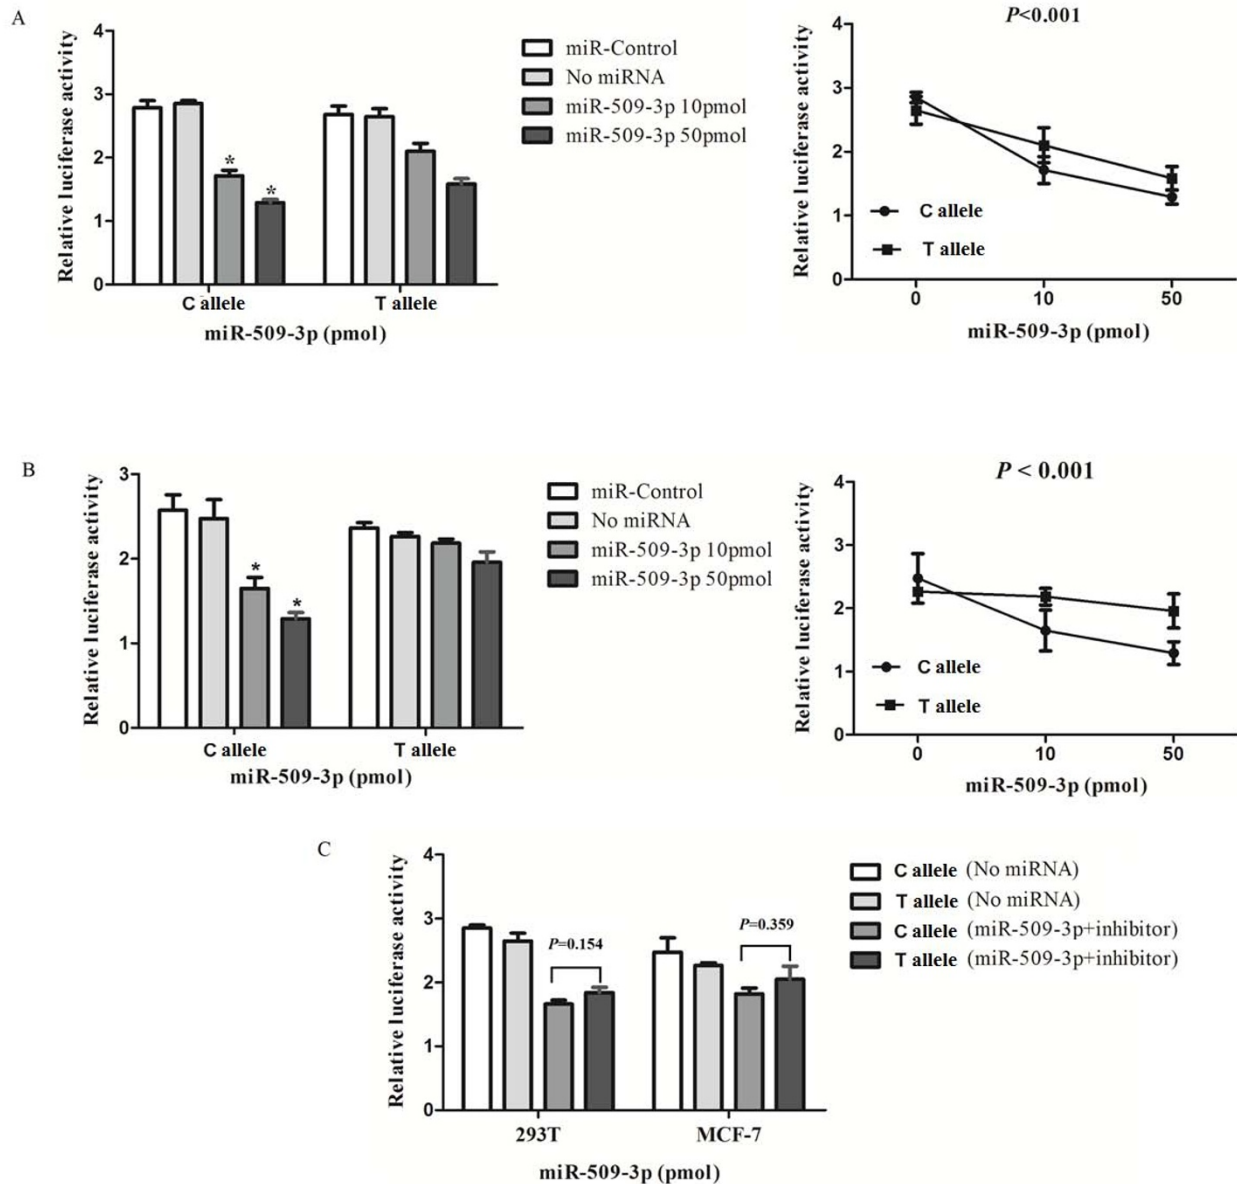 A
Relative luciferase activity
4
3
2
1
0
*
*
C allele
T allele
miR-509-3p (pmol)
miR-Control
No miRNA
miR-509-3p 10pmol
miR-509-3p 50pmol
P<0.001
Relative luciferase activity
4
3
2
1
0
C allele
T allele
0 10 50
miR-509-3p (pmol)
B
Relative luciferase activity
3
2
1
0
*
*
C allele
T allele
miR-509-3p (pmol)
miR-Control
No miRNA
miR-509-3p 10pmol
miR-509-3p 50pmol
P < 0.001
Relative luciferase activity
4
3
2
1
0
C allele
T allele
0 10 50
miR-509-3p (pmol)
C
Relative luciferase activity
4
3
2
1
0
P=0.154
P=0.359
293T
MCF-7
miR-509-3p (pmol)
C allele (No miRNA)
T allele (No miRNA)
C allele (miR-509-3p+inhibitor)
T allele (miR-509-3p+inhibitor)